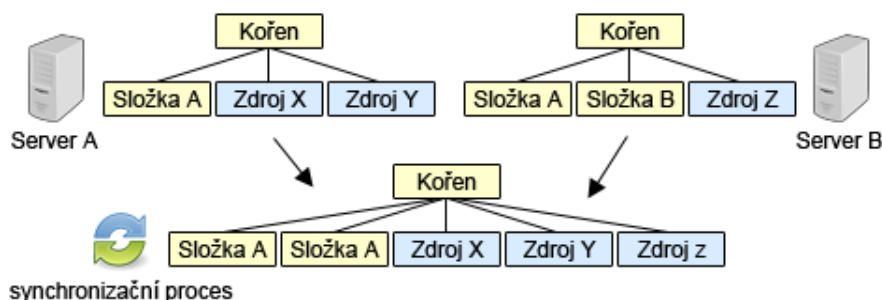 Kořen
Kořen
Složka A Zdroj X Zdroj Y
Složka A Složka B Zdroj Z
Server A
Server B
Kořen
Složka A Složka A Zdroj X Zdroj Y Zdroj z
synchronizační proces